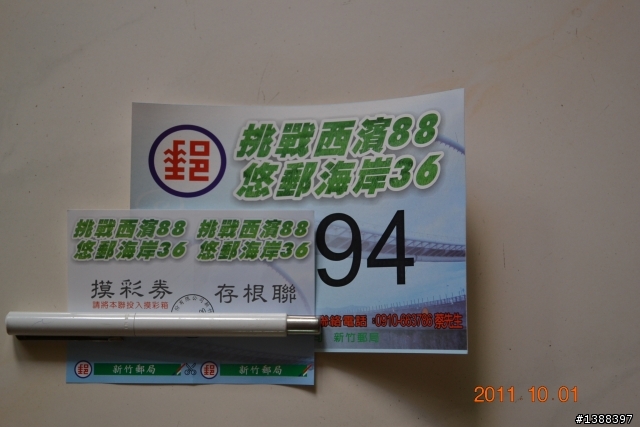 郵
挑戰西濱88
悠郵海岸36
94
新竹郵局
挑戰西濱88
悠郵海岸36
摸彩券
請將本聯投入摸彩箱
郵 新竹郵局
挑戰西濱88
悠郵海岸36
存根聯
郵 新竹郵局
2011.10.01
#1388397